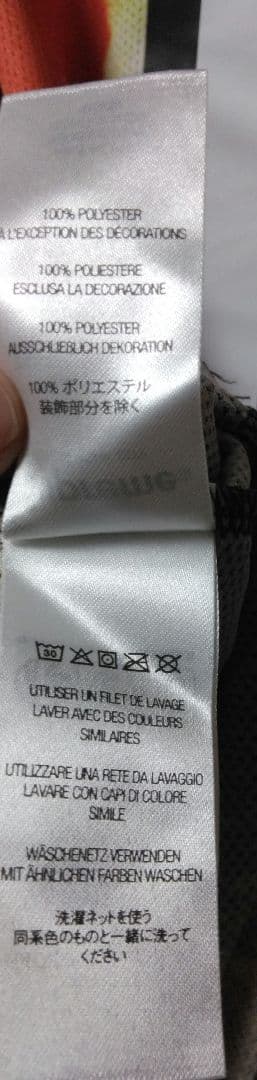 100% POLYESTER
A L'EXCEPTION DES DÉCORATIONS
100% POLIESTERE
ESCLUSA LA DECORAZIONE
100% POLYESTER
AUSSCHLIEBLICH DEKORATION
100% ポリエステル
装飾部分を除く
30
UTILISER UN FILET DE LAVAGE
LAVER AVEC DES COULEURS
SIMILAIRES
UTILIZZARE UNA RETE DA LAVAGGIO
LAVARE CON CAPI DI COLORE
SIMILE
WÄSCHENETZ VERWENDEN
MIT ÄHNLICHEN FARBEN WASCHEN
洗濯ネットを使う
同系色のものと一緒に洗って
ください